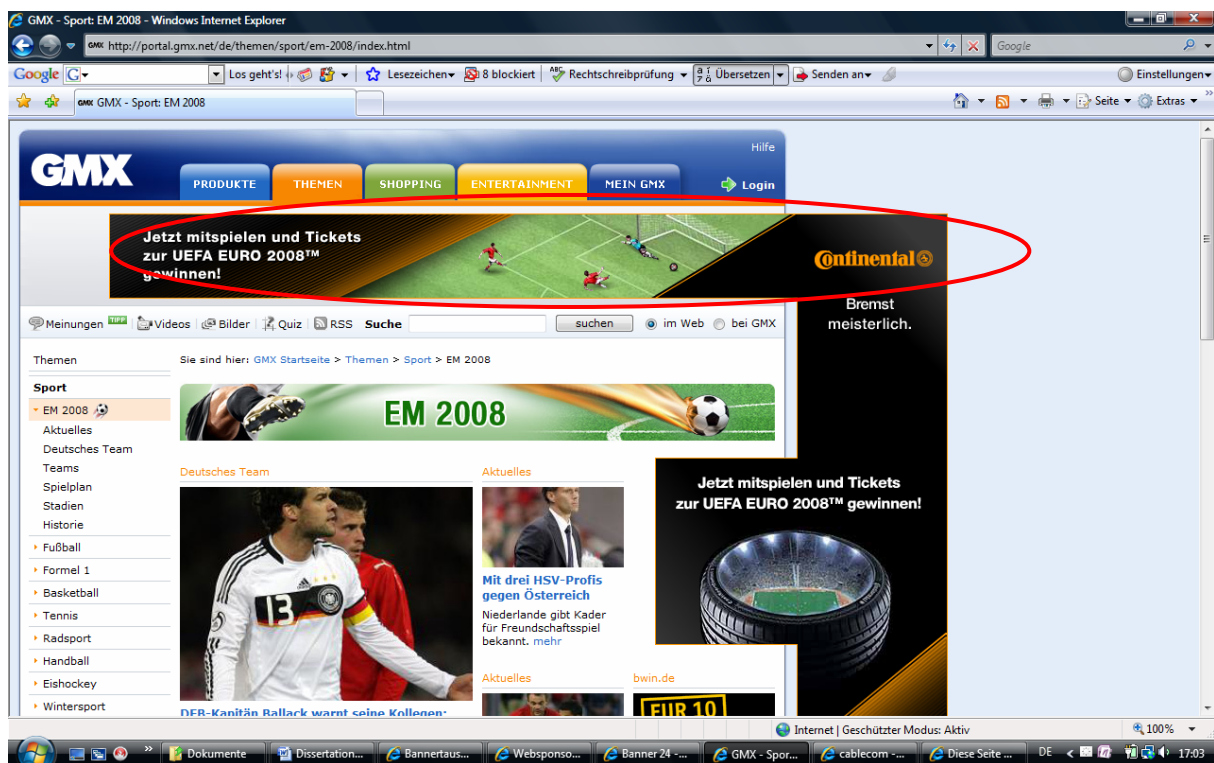 GMX - Sport: EM 2008 - Windows Internet Explorer
GMX http://portal.gmx.net/de/themen/sport/em-2008/index.html
Google
Google G Los geht's! Lesezeichen 8 blockiert ABC Rechtschreibprüfung Übersetzen Senden an Einstellungen
GMX GMX - Sport: EM 2008
Seite Extras
Hilfe
GMX
PRODUKTE THEMEN SHOPPING ENTERTAINMENT MEIN GMX Login
Jetzt mitspielen und Tickets
zur UEFA EURO 2008™
gewinnen!
Continental
Bremst
meisterlich.
Meinungen TIPP Videos Bilder Quiz RSS Suche suchen im Web bei GMX
Themen
Sie sind hier: GMX Startseite > Themen > Sport > EM 2008
Sport
EM 2008
Aktuelles
Deutsches Team
Teams
Spielplan
Stadien
Historie
Fußball
Formel 1
Basketball
Tennis
Radsport
Handball
Eishockey
Wintersport
EM 2008
Deutsches Team
13
DFB-Kapitän Ballack warnt seine Kollegen:
Aktuelles
Mit drei HSV-Profis
gegen Österreich
Niederlande gibt Kader
für Freundschaftsspiel
bekannt. mehr
Aktuelles
bwin.de
EUR 10
Jetzt mitspielen und Tickets
zur UEFA EURO 2008™ gewinnen!
Internet | Geschützter Modus: Aktiv 100%
Dokumente Dissertation... Bannertaus... Websponso... Banner 24 -... GMX - Spor... cablecom -... Diese Seite ... DE 17:03